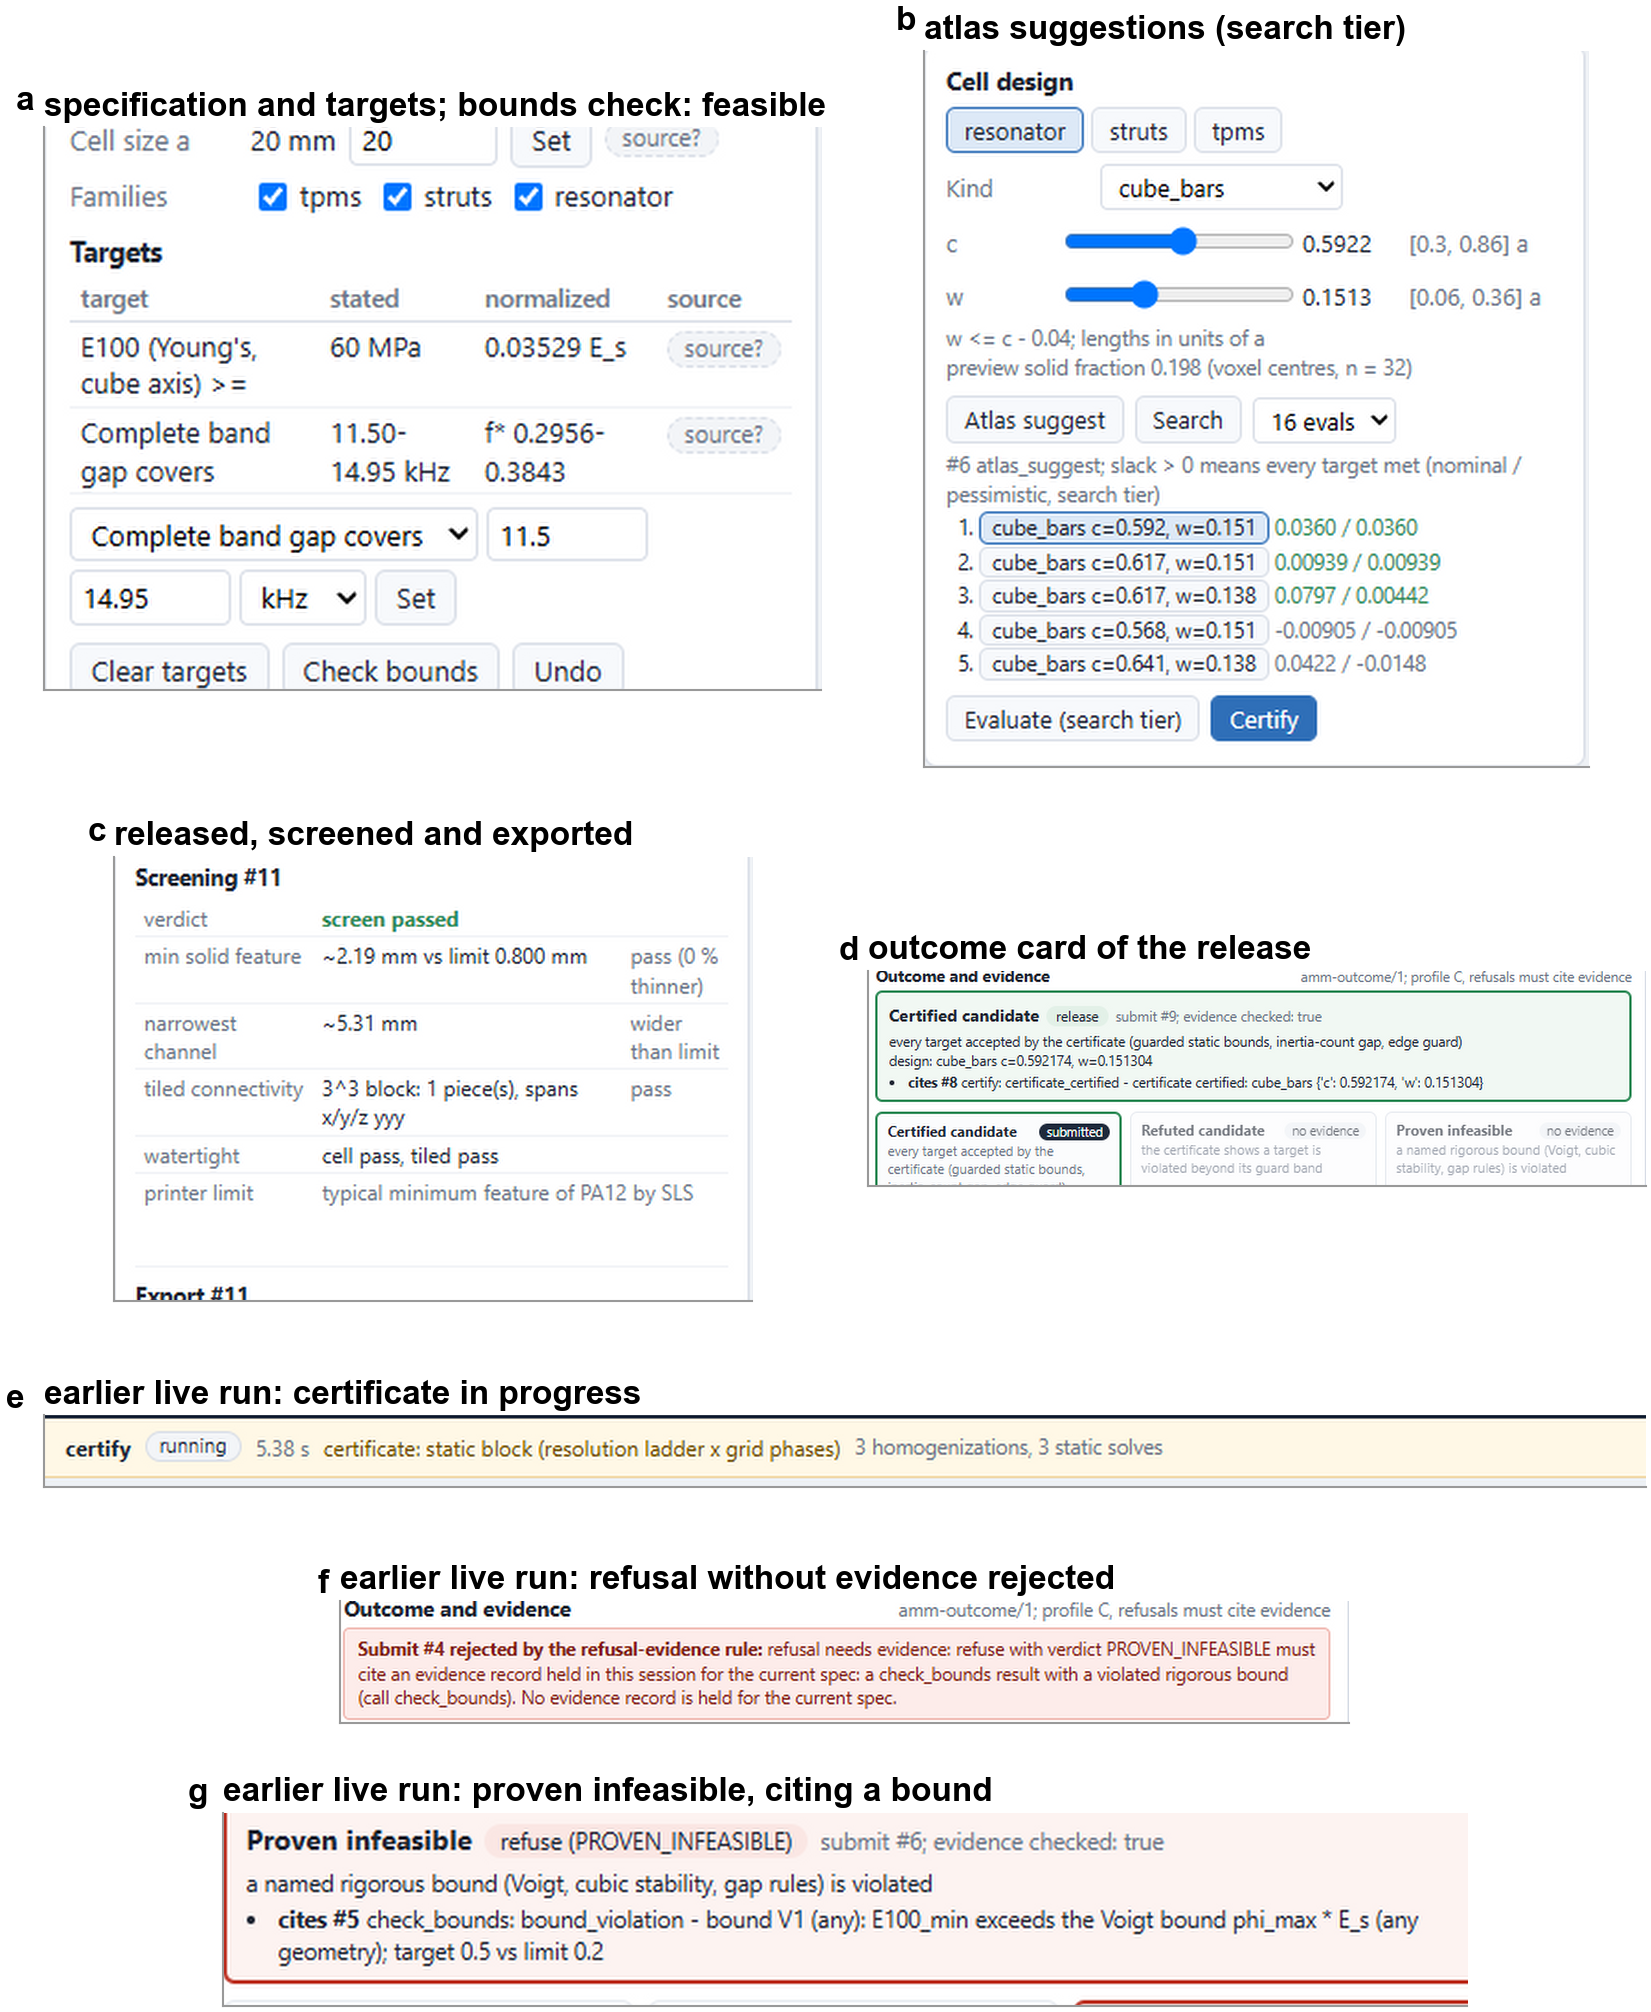 a specification and targets; bounds check: feasible
Cell size a 20 mm 20 Set source?
Families tpms struts resonator
Targets
target stated normalized source
E100 (Young's, cube axis) >= 60 MPa 0.03529 E_s source?
Complete band gap covers 11.50-14.95 kHz f* 0.2956-0.3843 source?
Complete band gap covers 11.5
14.95 kHz Set
Clear targets Check bounds Undo
b atlas suggestions (search tier)
Cell design
resonator struts tpms
Kind cube_bars
c 0.5922 [0.3, 0.86] a
w 0.1513 [0.06, 0.36] a
w <= c - 0.04; lengths in units of a
preview solid fraction 0.198 (voxel centres, n = 32)
Atlas suggest Search 16 evals
#6 atlas_suggest; slack > 0 means every target met (nominal /
pessimistic, search tier)
1. cube_bars c=0.592, w=0.151 0.0360 / 0.0360
2. cube_bars c=0.617, w=0.151 0.00939 / 0.00939
3. cube_bars c=0.617, w=0.138 0.0797 / 0.00442
4. cube_bars c=0.568, w=0.151 -0.00905 / -0.00905
5. cube_bars c=0.641, w=0.138 0.0422 / -0.0148
Evaluate (search tier) Certify
c released, screened and exported
Screening #11
verdict screen passed
min solid feature ~2.19 mm vs limit 0.800 mm pass (0 % thinner)
narrowest channel ~5.31 mm wider than limit
tiled connectivity 3^3 block: 1 piece(s), spans x/y/z yyy pass
watertight cell pass, tiled pass
printer limit typical minimum feature of PA12 by SLS
Export #11
d outcome card of the release
Outcome and evidence amm-outcome/1; profile C, refusals must cite evidence
Certified candidate release submit #9; evidence checked: true
every target accepted by the certificate (guarded static bounds, inertia-count gap, edge guard)
design: cube_bars c=0.592174, w=0.151304
• cites #8 certify: certificate_certified - certificate certified: cube_bars {'c': 0.592174, 'w': 0.151304}
Certified candidate submitted
every target accepted by the
certificate (guarded static bounds,
inertia-count gap, edge guard)
Refuted candidate no evidence
the certificate shows a target is
violated beyond its guard band
Proven infeasible no evidence
a named rigorous bound (Voigt, cubic
stability, gap rules) is violated
e earlier live run: certificate in progress
certify running 5.38 s certificate: static block (resolution ladder x grid phases) 3 homogenizations, 3 static solves
f earlier live run: refusal without evidence rejected
Outcome and evidence amm-outcome/1; profile C, refusals must cite evidence
Submit #4 rejected by the refusal-evidence rule: refusal needs evidence: refuse with verdict PROVEN_INFEASIBLE must
cite an evidence record held in this session for the current spec: a check_bounds result with a violated rigorous bound
(call check_bounds). No evidence record is held for the current spec.
g earlier live run: proven infeasible, citing a bound
Proven infeasible refuse (PROVEN_INFEASIBLE) submit #6; evidence checked: true
a named rigorous bound (Voigt, cubic stability, gap rules) is violated
• cites #5 check_bounds: bound_violation - bound V1 (any): E100_min exceeds the Voigt bound phi_max * E_s (any
geometry); target 0.5 vs limit 0.2